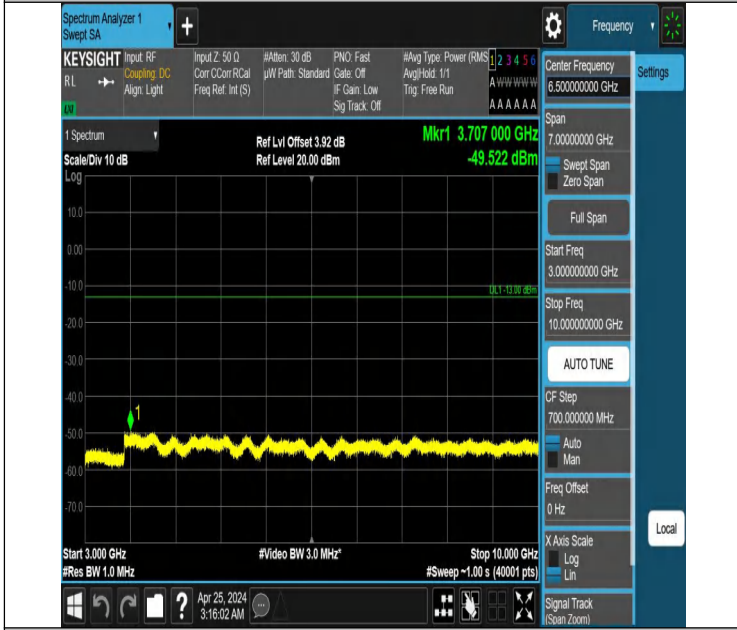 Spectrum Analyzer 1
Swept SA
+
Frequency
KEYSIGHT
RL
Input: RF
Coupling: DC
Align: Light
Input Z: 50 Ω
Corr CCorr RCal
Freq Ref: Int (S)
#Atten: 30 dB
µW Path: Standard
PNO: Fast
Gate: Off
IF Gain: Low
Sig Track: Off
#Avg Type: Power (RMS
Avg|Hold: 1/1
Trig: Free Run
1 2 3 4 5 6
A W W W W W
A A A A A A
Center Frequency
6.500000000 GHz
Settings
Span
7.00000000 GHz
Swept Span
Zero Span
Full Span
Start Freq
3.000000000 GHz
Stop Freq
10.000000000 GHz
AUTO TUNE
CF Step
700.000000 MHz
Auto
Man
Freq Offset
0 Hz
X Axis Scale
Log
Lin
Signal Track
(Span Zoom)
Local
1 Spectrum
Scale/Div 10 dB
Log
Ref Lvl Offset 3.92 dB
Ref Level 20.00 dBm
Mkr1 3.707 000 GHz
-49.522 dBm
10.0
0.00
-10.0
DL1 -13.00 dBm
-20.0
-30.0
-40.0
1
-50.0
-60.0
-70.0
Start 3.000 GHz
#Res BW 1.0 MHz
#Video BW 3.0 MHz*
Stop 10.000 GHz
#Sweep ~1.00 s (40001 pts)
?
Apr 25, 2024
3:16:02 AM